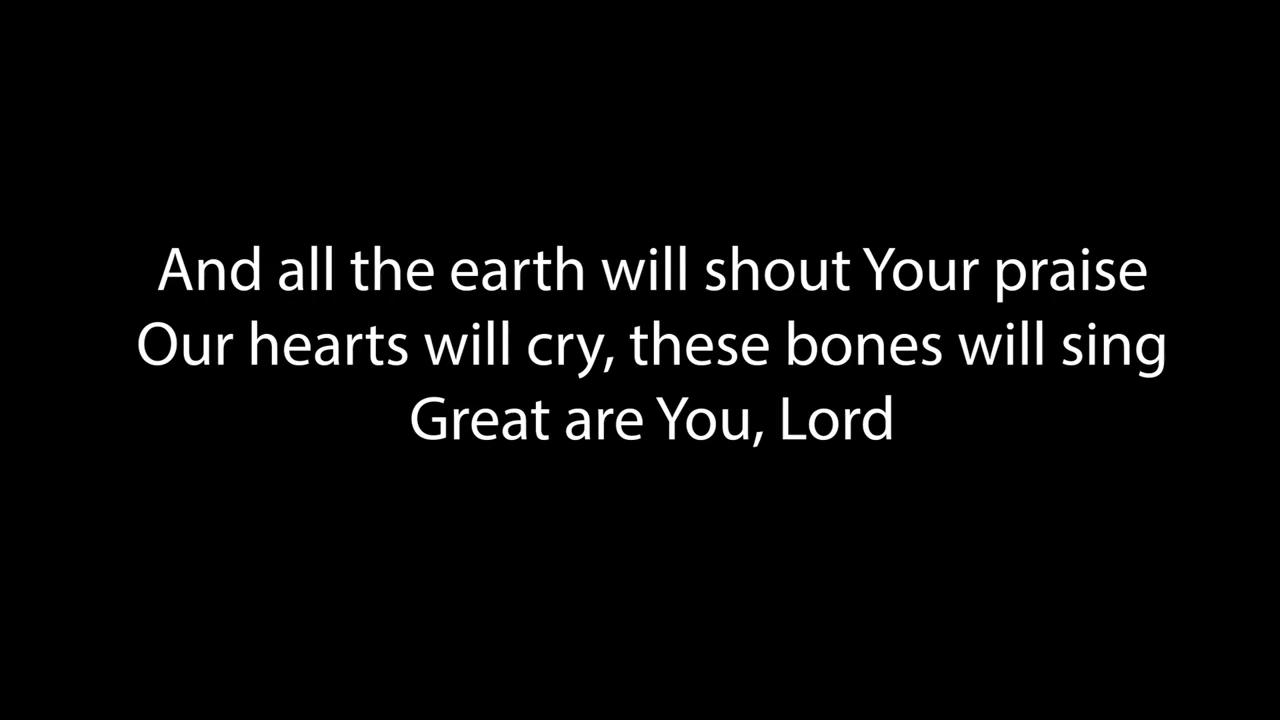 And all the earth will shout Your praise
Our hearts will cry, these bones will sing
Great are You, Lord